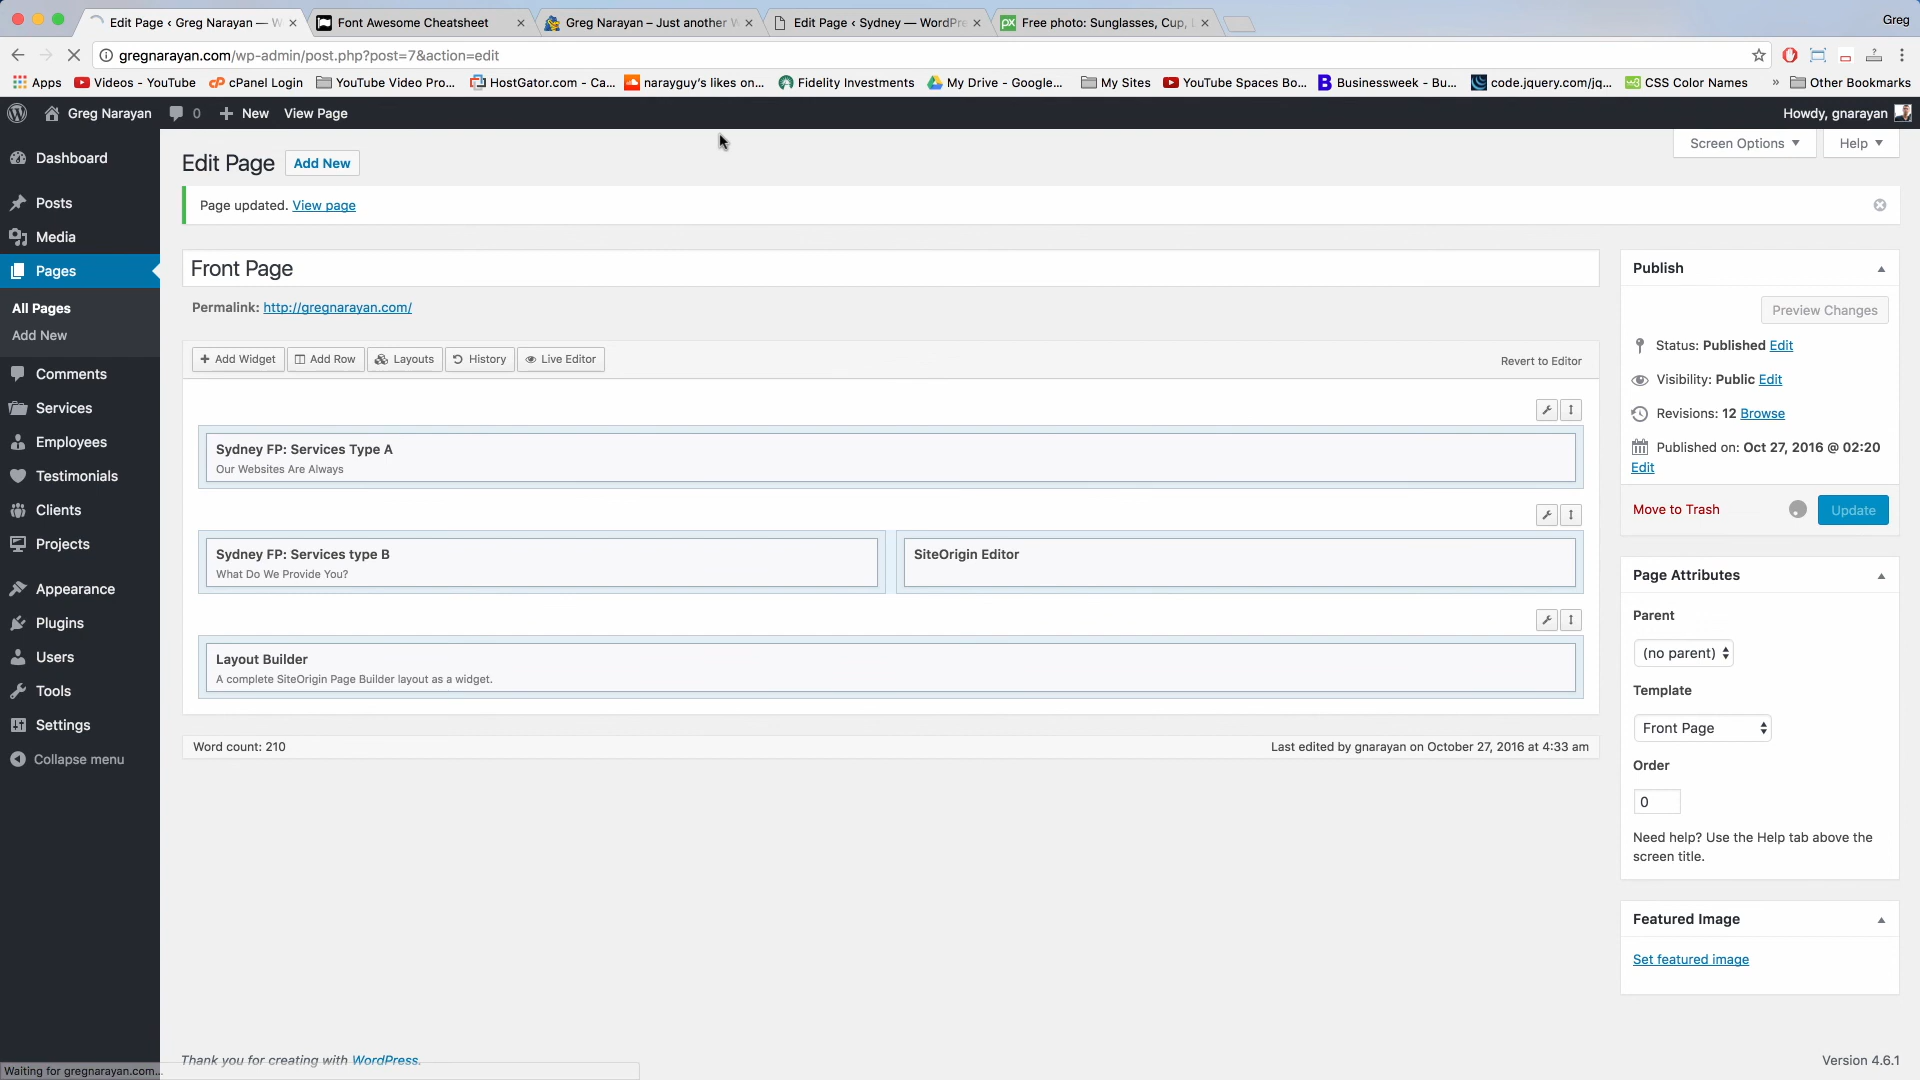 Edit Page ‹ Greg Narayan — W
Font Awesome Cheatsheet
Greg Narayan – Just another W
Edit Page ‹ Sydney — WordPre
Free photo: Sunglasses, Cup, L
Greg
gregnarayan.com/wp-admin/post.php?post=7&action=edit
Apps
Videos - YouTube
cPanel Login
YouTube Video Pro...
HostGator.com - Ca...
narayguy's likes on...
Fidelity Investments
My Drive - Google...
My Sites
YouTube Spaces Bo...
Businessweek - Bu...
code.jquery.com/jq...
CSS Color Names
»
Other Bookmarks
Greg Narayan
0
New
View Page
Howdy, gnarayan
Dashboard
Posts
Media
Pages
All Pages
Add New
Comments
Services
Employees
Testimonials
Clients
Projects
Appearance
Plugins
Users
Tools
Settings
Collapse menu
Screen Options
Help
Edit Page
Add New
Page updated. View page
Front Page
Permalink: http://gregnarayan.com/
Add Widget
Add Row
Layouts
History
Live Editor
Revert to Editor
Sydney FP: Services Type A
Our Websites Are Always
Sydney FP: Services type B
What Do We Provide You?
SiteOrigin Editor
Layout Builder
A complete SiteOrigin Page Builder layout as a widget.
Word count: 210
Last edited by gnarayan on October 27, 2016 at 4:33 am
Publish
Preview Changes
Status: Published Edit
Visibility: Public Edit
Revisions: 12 Browse
Published on: Oct 27, 2016 @ 02:20
Edit
Move to Trash
Update
Page Attributes
Parent
(no parent)
Template
Front Page
Order
0
Need help? Use the Help tab above the
screen title.
Featured Image
Set featured image
Thank you for creating with WordPress.
Version 4.6.1
Waiting for gregnarayan.com...